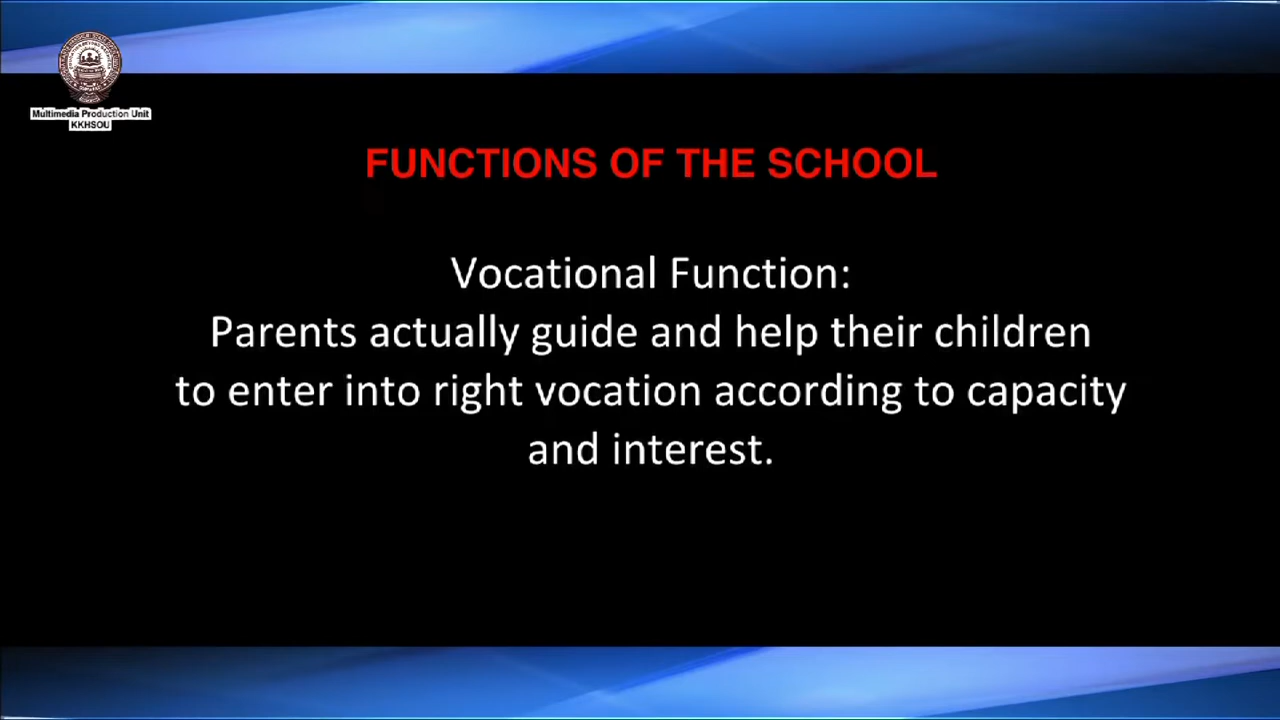 Multimedia Production Unit
KKHSOU
FUNCTIONS OF THE SCHOOL
Vocational Function:
Parents actually guide and help their children
to enter into right vocation according to capacity
and interest.